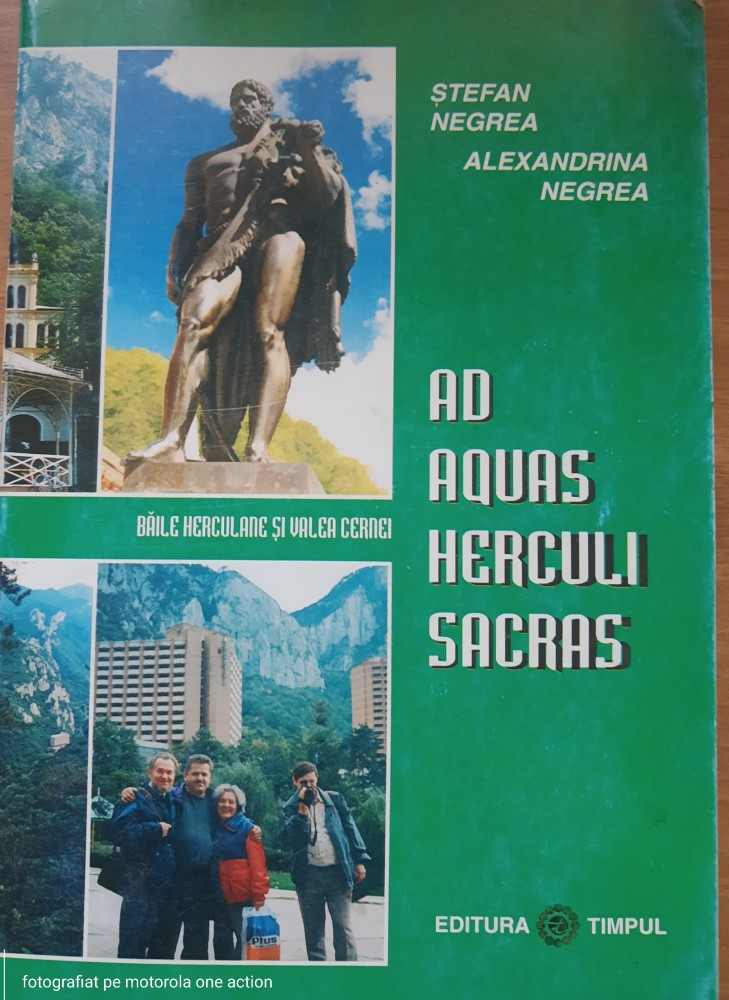 ȘTEFAN
NEGREA
ALEXANDRINA
NEGREA
AD
AQUAS
HERCULI
SACRAS
BĂILE HERCULANE ȘI VALEA CERNEI
Plus
EDITURA TIMPUL
fotografiat pe motorola one action